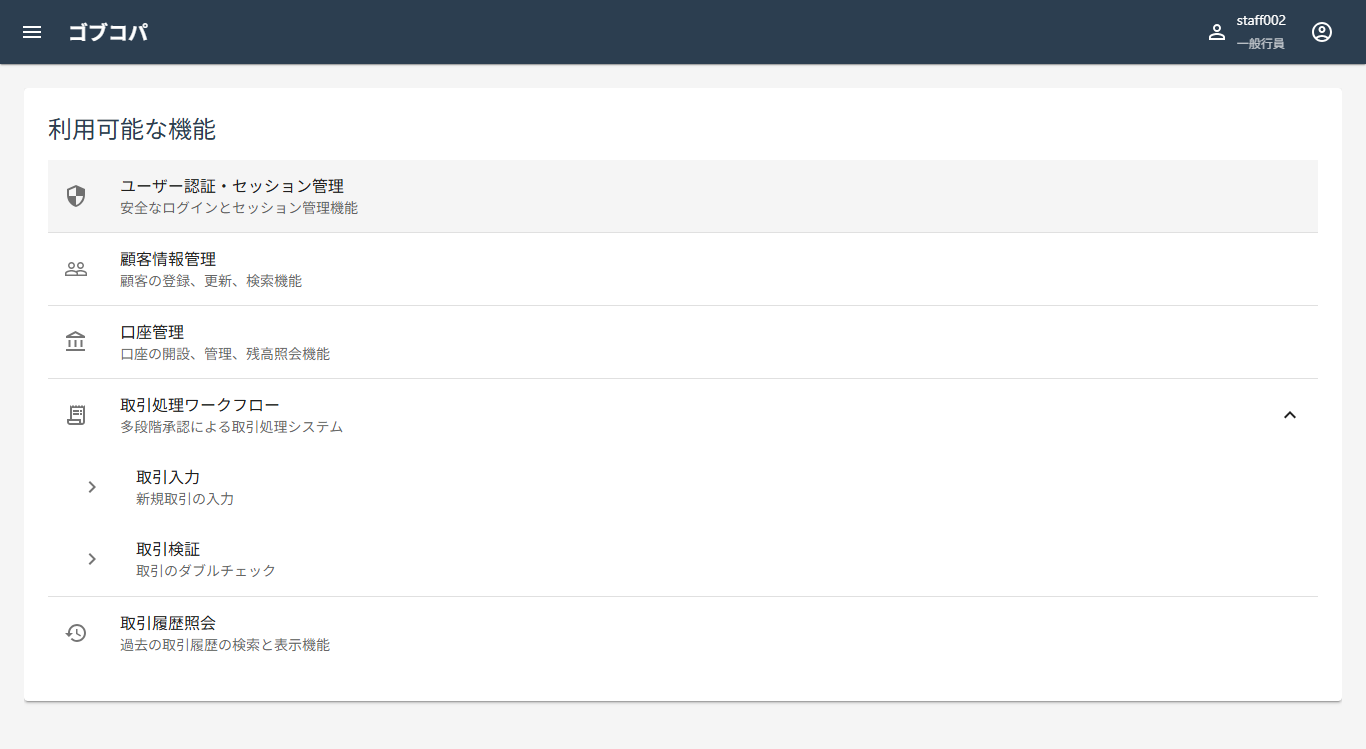 ゴブコパ
staff002
一般行員
利用可能な機能
ユーザー認証・セッション管理
安全なログインとセッション管理機能
顧客情報管理
顧客の登録、更新、検索機能
口座管理
口座の開設、管理、残高照会機能
取引処理ワークフロー
多段階承認による取引処理システム
取引入力
新規取引の入力
取引検証
取引のダブルチェック
取引履歴照会
過去の取引履歴の検索と表示機能